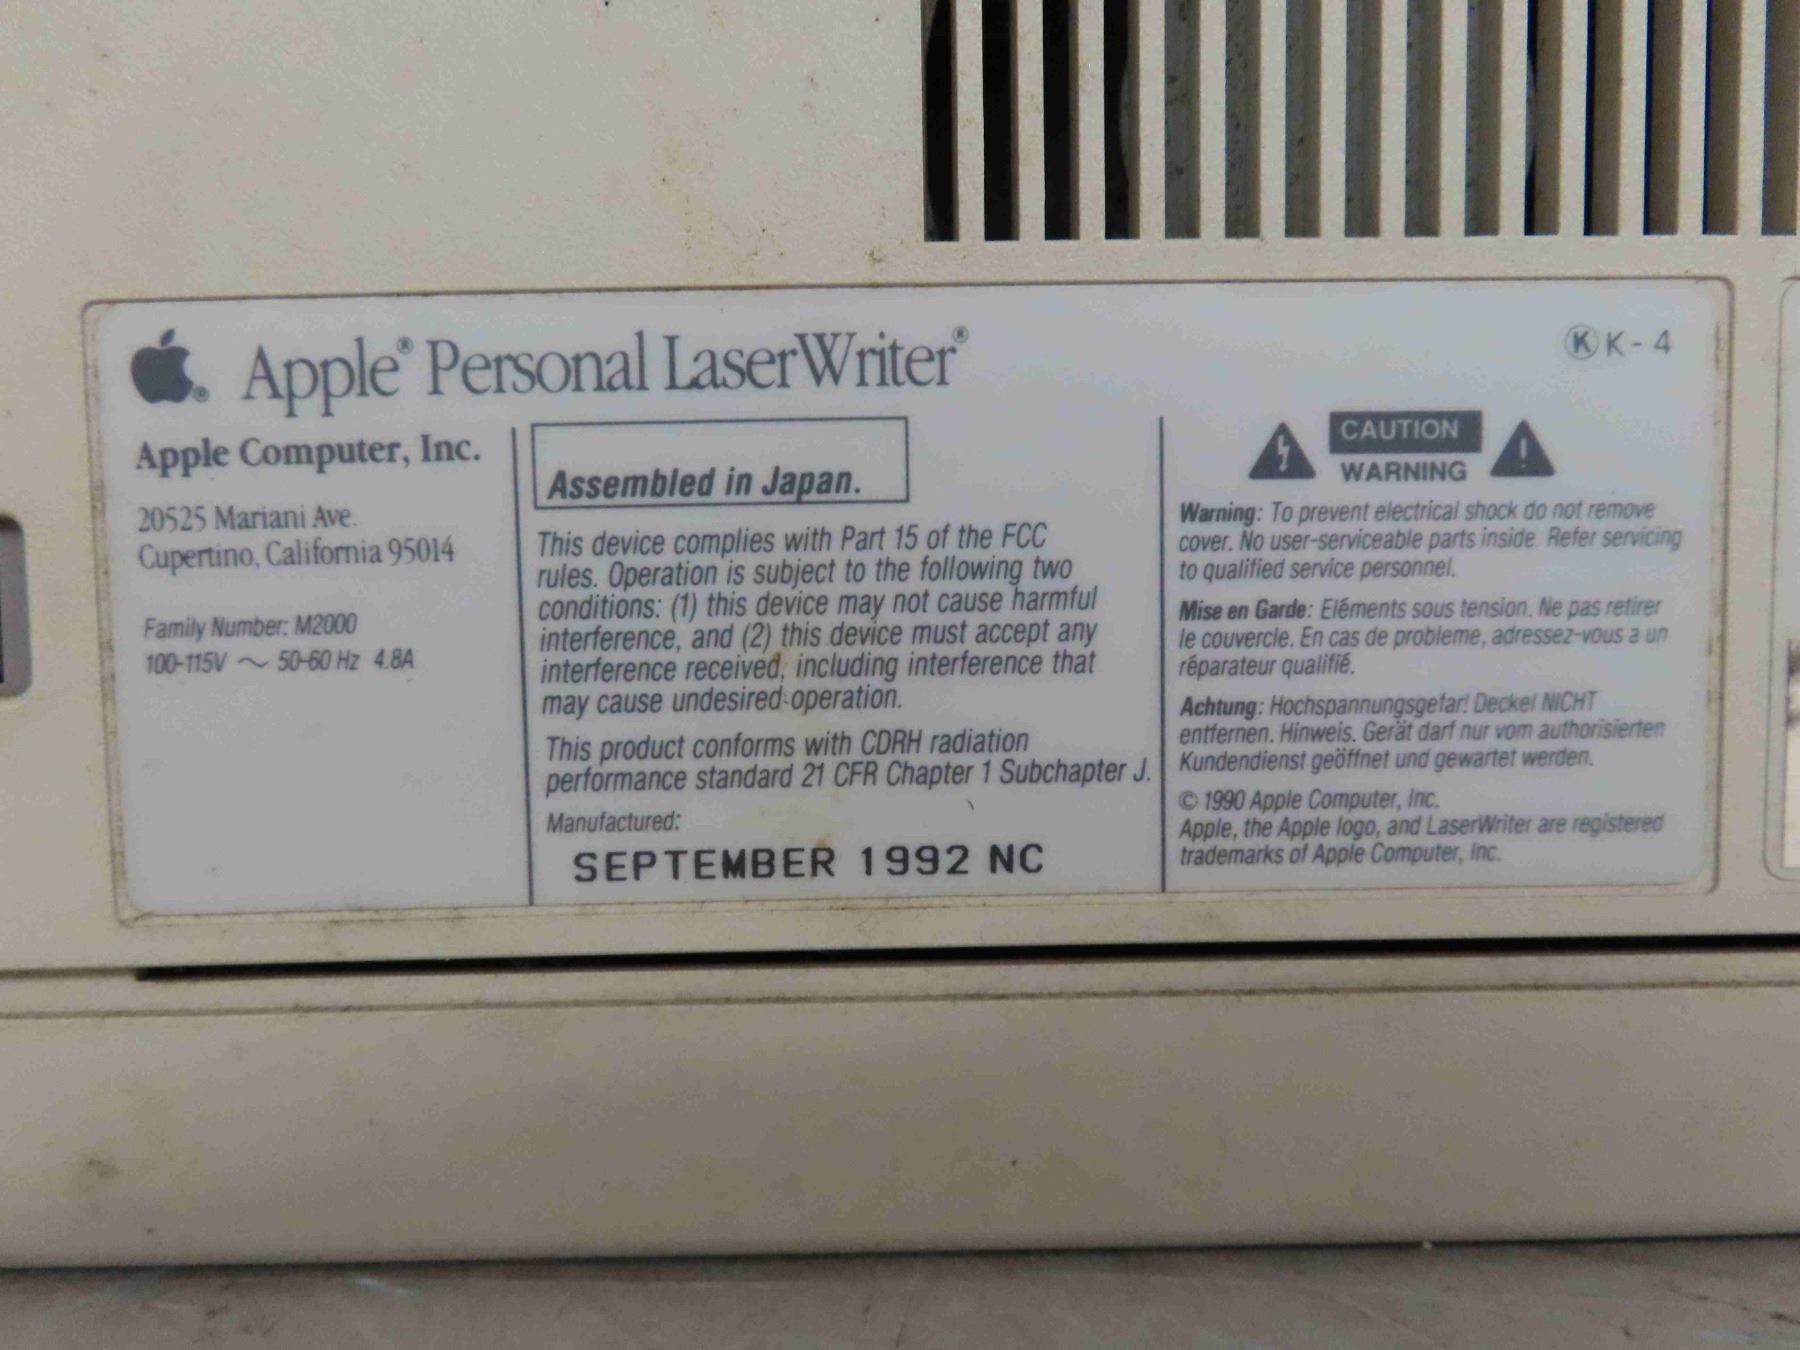 Apple® Personal LaserWriter®
Ⓚ K-4
Apple Computer, Inc.
20525 Mariani Ave.
Cupertino, California 95014
Family Number: M2000
100-115V ~ 50-60 Hz 4.8A
Assembled in Japan.
This device complies with Part 15 of the FCC
rules. Operation is subject to the following two
conditions: (1) this device may not cause harmful
interference, and (2) this device must accept any
interference received, including interference that
may cause undesired operation.
This product conforms with CDRH radiation
performance standard 21 CFR Chapter 1 Subchapter J.
Manufactured:
SEPTEMBER 1992 NC
CAUTION
WARNING
Warning: To prevent electrical shock do not remove
cover. No user-serviceable parts inside. Refer servicing
to qualified service personnel.
Mise en Garde: Eléments sous tension. Ne pas retirer
le couvercle. En cas de probleme, adressez-vous a un
réparateur qualifié.
Achtung: Hochspannungsgefar! Deckel NICHT
entfernen. Hinweis. Gerät darf nur vom authorisierten
Kundendienst geöffnet und gewartet werden.
© 1990 Apple Computer, Inc.
Apple, the Apple logo, and LaserWriter are registered
trademarks of Apple Computer, Inc.